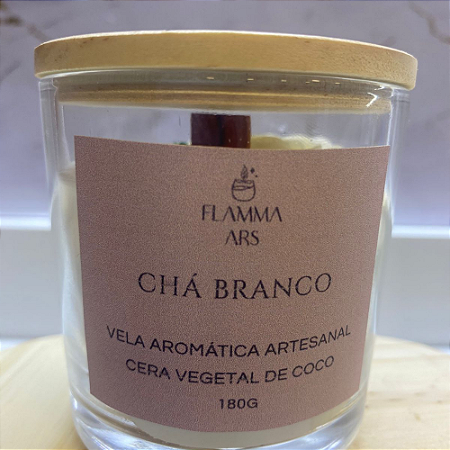 FLAMMA
ARS
CHÁ BRANCO
VELA AROMÁTICA ARTESANAL
CERA VEGETAL DE COCO
180G